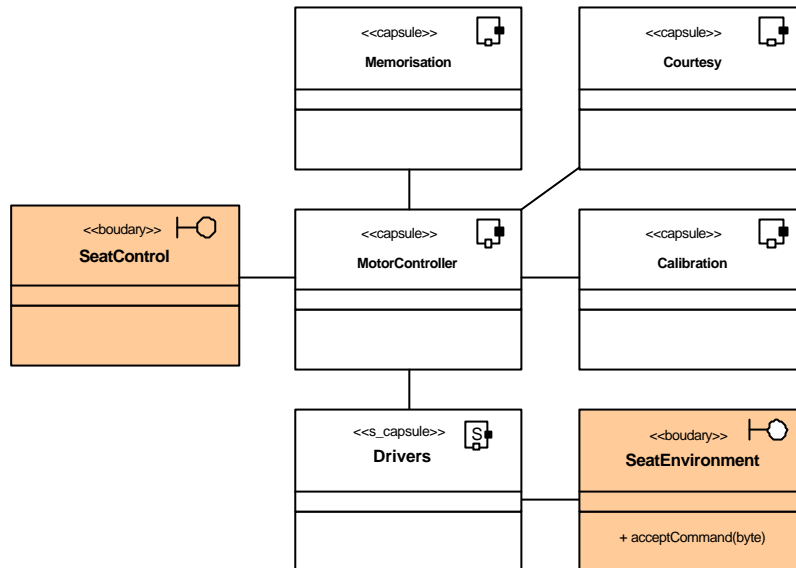 <<capsule>>
Memorisation
<<capsule>>
Courtesy
<<boudary>>
SeatControl
<<capsule>>
MotorController
<<capsule>>
Calibration
<<s_capsule>>
S
Drivers
<<boudary>>
SeatEnvironment
+ acceptCommand(byte)